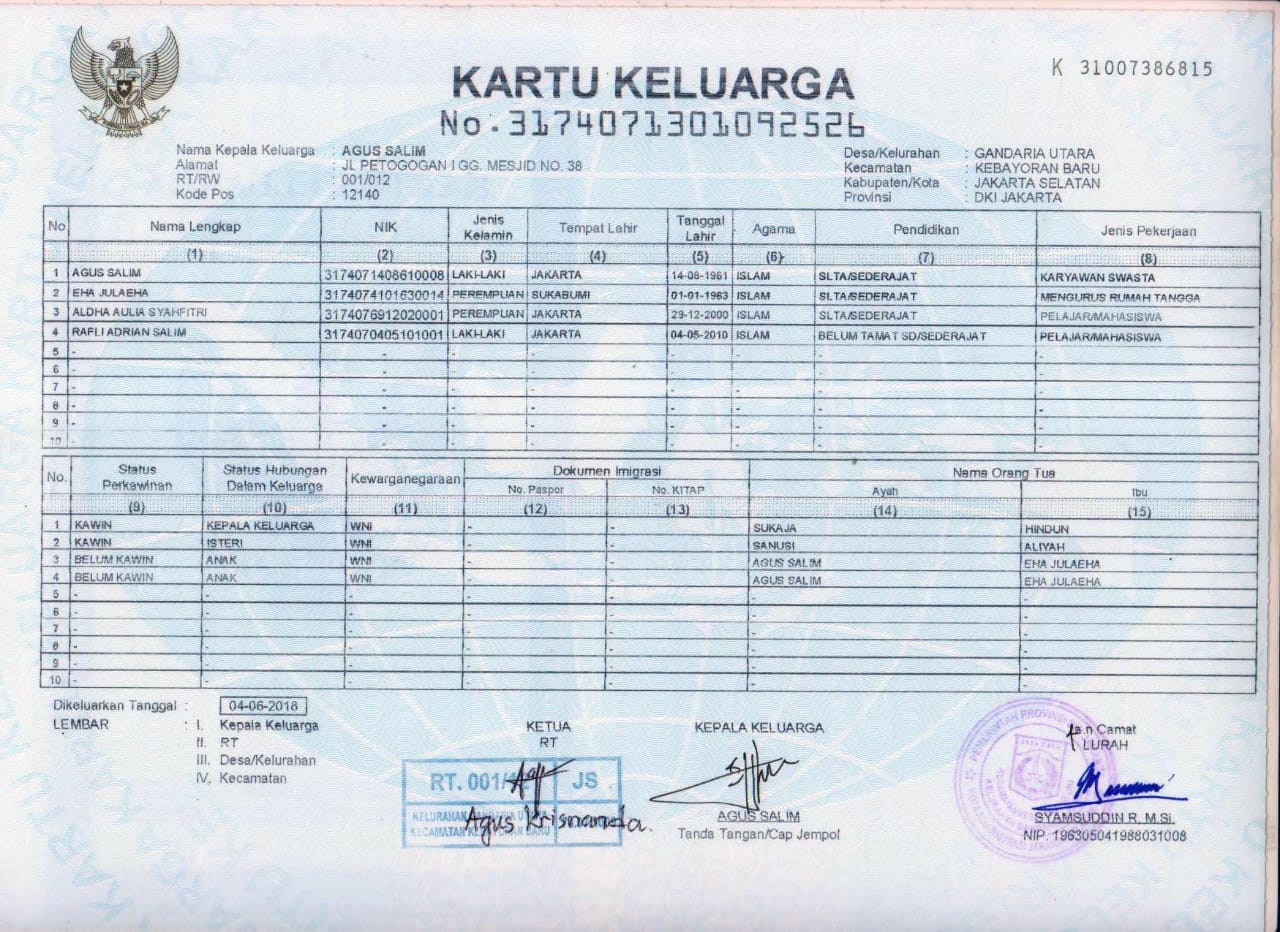 K 31007386815
KARTU KELUARGA
No. 3174071301092526
Nama Kepala Keluarga : AGUS SALIM
Alamat : JL PETOGOGAN I GG. MESJID NO. 38
RT/RW : 001/012
Kode Pos : 12140
Desa/Kelurahan : GANDARIA UTARA
Kecamatan : KEBAYORAN BARU
Kabupaten/Kota : JAKARTA SELATAN
Provinsi : DKI JAKARTA
No Nama Lengkap NIK Jenis Kelamin Tempat Lahir Tanggal Lahir Agama Pendidikan Jenis Pekerjaan
(1) (2) (3) (4) (5) (6) (7) (8)
1 AGUS SALIM 3174071408610008 LAKI-LAKI JAKARTA 14-08-1961 ISLAM SLTA/SEDERAJAT KARYAWAN SWASTA
2 EHA JULAEHA 3174074101630014 PEREMPUAN SUKABUMI 01-01-1963 ISLAM SLTA/SEDERAJAT MENGURUS RUMAH TANGGA
3 ALDHA AULIA SYAHFITRI 3174076912020001 PEREMPUAN JAKARTA 29-12-2000 ISLAM SLTA/SEDERAJAT PELAJAR/MAHASISWA
4 RAFLI ADRIAN SALIM 3174070405101001 LAKI-LAKI JAKARTA 04-05-2010 ISLAM BELUM TAMAT SD/SEDERAJAT PELAJAR/MAHASISWA
5 - - - - - - - -
6 - - - - - - - -
7 - - - - - - - -
8 - - - - - - - -
9 - - - - - - - -
10 - - - - - - - -
No. Status Perkawinan Status Hubungan Dalam Keluarga Kewarganegaraan Dokumen Imigrasi Nama Orang Tua
No. Paspor No. KITAP Ayah Ibu
(9) (10) (11) (12) (13) (14) (15)
1 KAWIN KEPALA KELUARGA WNI - - SUKAJA HINDUN
2 KAWIN ISTERI WNI - - SANUSI ALIYAH
3 BELUM KAWIN ANAK WNI - - AGUS SALIM EHA JULAEHA
4 BELUM KAWIN ANAK WNI - - AGUS SALIM EHA JULAEHA
5 - - - - - - -
6 - - - - - - -
7 - - - - - - -
8 - - - - - - -
9 - - - - - - -
10 - - - - - - -
Dikeluarkan Tanggal : 04-06-2018
LEMBAR : I. Kepala Keluarga
II. RT
III. Desa/Kelurahan
IV. Kecamatan
KETUA
RT
RT. 001/ JS
KELURAHAN GANDARIA UTARA
KECAMATAN KEBAYORAN BARU
Agus Krisnanda.
KEPALA KELUARGA
AGUS SALIM
Tanda Tangan/Cap Jempol
a.n Camat
LURAH
PEMERINTAH PROVINSI
SYAMSUDDIN R, M.Si.
NIP. 196305041988031008